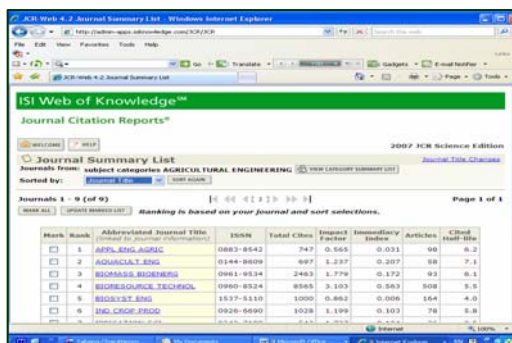 JCR-Web 4.2 Journal Summary List - Windows Internet Explorer
File Edit View Favorites Tools Help
Translate
Gadgets
E-mail Notifier
JCR-Web 4.2 Journal Summary List
Page
Tools
ISI Web of Knowledge℠
Journal Citation Reports®
WELCOME ? HELP
2007 JCR Science Edition
Journal Summary List
Journal Title Changes
Journals from: subject categories AGRICULTURAL ENGINEERING VIEW CATEGORY SUMMARY LIST
Sorted by: Journal Title SORT AGAIN
Journals 1 - 9 (of 9)
Page 1 of 1
MARK ALL UPDATE MARKED LIST Ranking is based on your journal and sort selections.
Mark Rank Abbreviated Journal Title (linked to journal information) ISSN Total Cites Impact Factor Immediacy Index Articles Cited Half-life
1 APPL ENG AGRIC 0883-8542 747 0.565 0.031 98 8.2
2 AQUACULT ENG 0144-8609 697 1.237 0.207 58 7.1
3 BIOMASS BIOENERG 0961-9534 2463 1.779 0.172 93 6.1
4 BIORESOURCE TECHNOL 0960-8524 8565 3.103 0.563 508 5.5
5 BIOSYST ENG 1537-5110 1000 0.862 0.006 164 4.0
6 IND CROP PROD 0926-6690 1028 1.199 0.103 78 5.8
Internet 100%